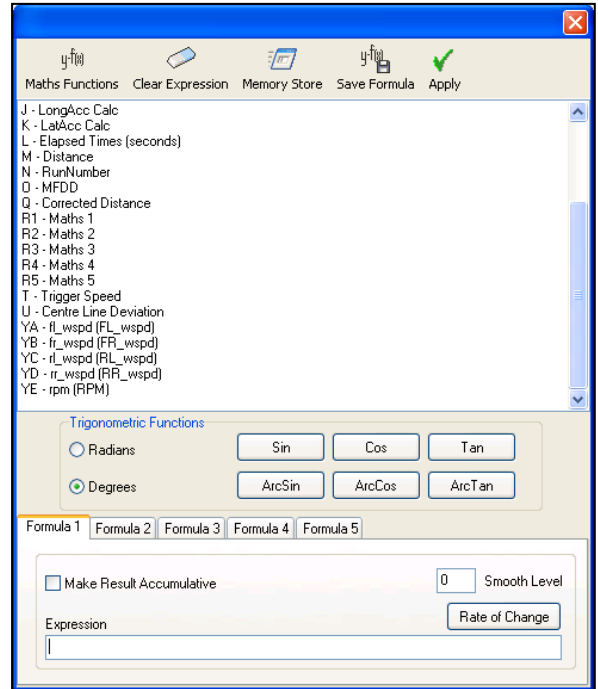 y-f(x) y-f(x)
Maths Functions Clear Expression Memory Store Save Formula Apply
J - LongAcc Calc
K - LatAcc Calc
L - Elapsed Times (seconds)
M - Distance
N - RunNumber
O - MFDD
Q - Corrected Distance
R1 - Maths 1
R2 - Maths 2
R3 - Maths 3
R4 - Maths 4
R5 - Maths 5
T - Trigger Speed
U - Centre Line Deviation
YA - fl_wspd (FL_wspd)
YB - fr_wspd (FR_wspd)
YC - rl_wspd (RL_wspd)
YD - rr_wspd (RR_wspd)
YE - rpm (RPM)
Trigonometric Functions
Radians Sin Cos Tan
Degrees ArcSin ArcCos ArcTan
Formula 1 Formula 2 Formula 3 Formula 4 Formula 5
Make Result Accumulative 0 Smooth Level
Rate of Change
Expression